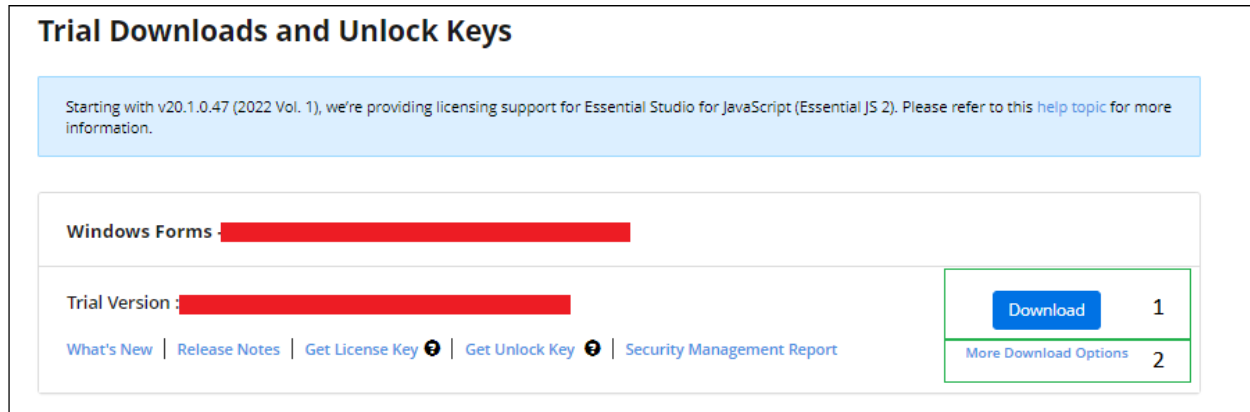 Trial Downloads and Unlock Keys
Starting with v20.1.0.47 (2022 Vol. 1), we're providing licensing support for Essential Studio for JavaScript (Essential JS 2). Please refer to this help topic for more
information.
Windows Forms -
Trial Version :
Download 1
What's New | Release Notes | Get License Key ? | Get Unlock Key ? | Security Management Report
More Download Options 2